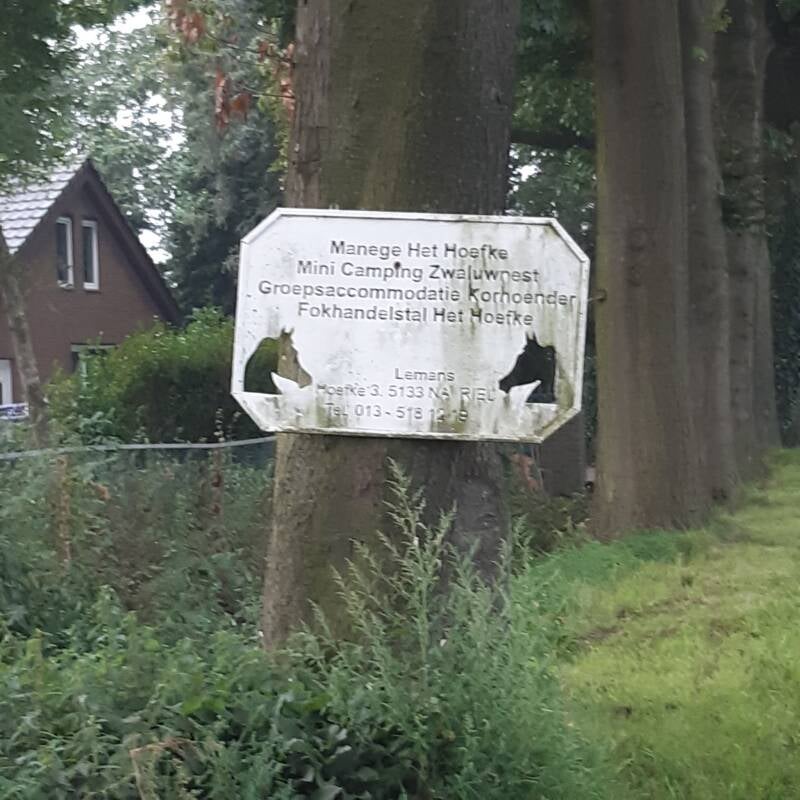 Manege Het Hoefke
Mini Camping Zwaluwnest
Groepsaccommodatie Korhoender
Fokhandelstal Het Hoefke
Lemans
Hoefke 3. 5133 NA RIEL
Tel. 013 - 518 12 19